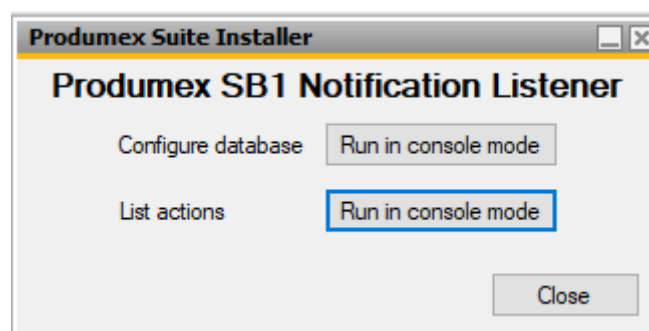 Produmex Suite Installer
Produmex SB1 Notification Listener
Configure database Run in console mode
List actions Run in console mode
Close